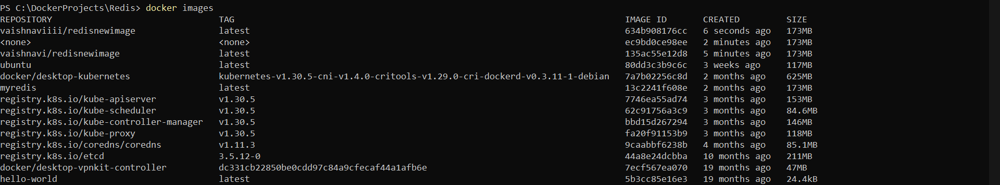 PS C:\DockerProjects\Redis> docker images
REPOSITORY TAG IMAGE ID CREATED SIZE
vaishnaviiii/redisnewimage latest 634b908176cc 6 seconds ago 173MB
<none> <none> ec9bd0ce98ee 2 minutes ago 173MB
vaishnavi/redisnewimage latest 135ac55e12d8 5 minutes ago 173MB
ubuntu latest 80dd3c3b9c6c 3 weeks ago 117MB
docker/desktop-kubernetes kubernetes-v1.30.5-cni-v1.4.0-critools-v1.29.0-cri-dockerd-v0.3.11-1-debian 7a7b02256c8d 2 months ago 625MB
myredis latest 13c2241f608e 2 months ago 173MB
registry.k8s.io/kube-apiserver v1.30.5 7746ea55ad74 3 months ago 153MB
registry.k8s.io/kube-scheduler v1.30.5 62c91756a3c9 3 months ago 84.6MB
registry.k8s.io/kube-controller-manager v1.30.5 bbd15d267294 3 months ago 146MB
registry.k8s.io/kube-proxy v1.30.5 fa20f91153b9 3 months ago 118MB
registry.k8s.io/coredns/coredns v1.11.3 9caabbf6238b 4 months ago 85.1MB
registry.k8s.io/etcd 3.5.12-0 44a8e24dcbba 10 months ago 211MB
docker/desktop-vpnkit-controller dc331cb22850be0cdd97c84a9cfecaf44a1afb6e 7ecf567ea070 19 months ago 47MB
hello-world latest 5b3cc85e16e3 19 months ago 24.4kB